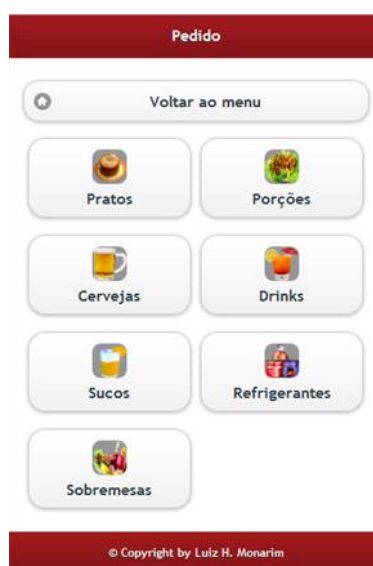 Pedido
Voltar ao menu
Pratos
Porções
Cervejas
Drinks
Sucos
Refrigerantes
Sobremesas
© Copyright by Luiz H. Monarim